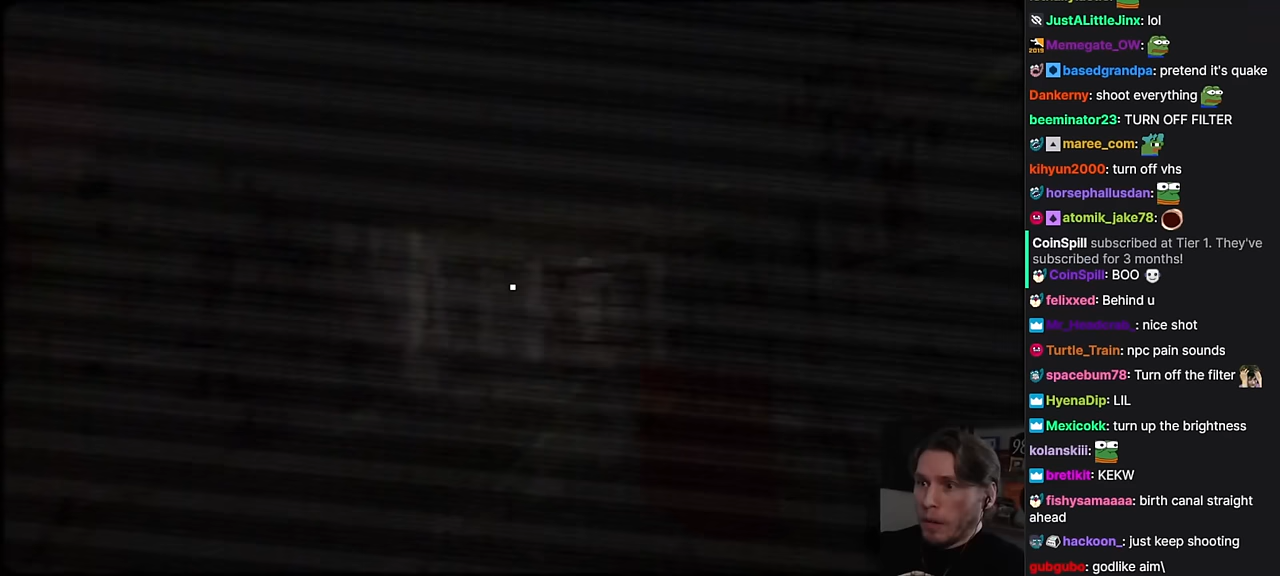 JustALittleJinx: lol
Memegate_OW:
basedgrandpa: pretend it's quake
Dankerny: shoot everything
beeminator23: TURN OFF FILTER
maree_com:
kihyun2000: turn off vhs
horsephallusdan:
atomik_jake78:
CoinSpill subscribed at Tier 1. They've
subscribed for 3 months!
CoinSpill: BOO
felixxed: Behind u
Mr_Headcrab_: nice shot
Turtle_Train: npc pain sounds
spacebum78: Turn off the filter
HyenaDip: LIL
Mexicokk: turn up the brightness
kolanskiii:
bretikit: KEKW
fishysamaaaa: birth canal straight
ahead
hackoon_: just keep shooting
gubgubo: godlike aim\